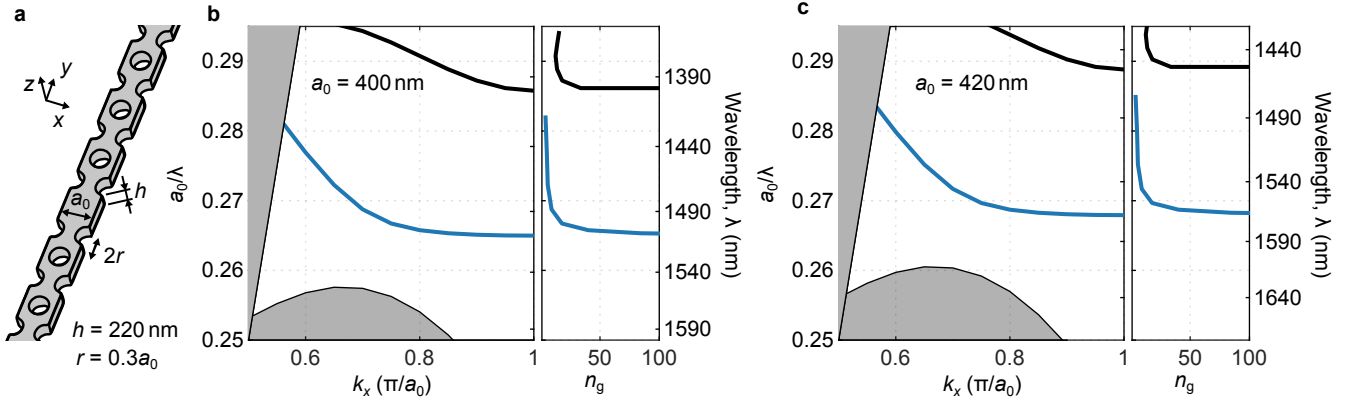 a
z
y
x
h
a₀
2r
h = 220 nm
r = 0.3a₀
b
a₀/λ
0.29
0.28
0.27
0.26
0.25
a₀ = 400 nm
0.6
0.8
1
kₓ (π/a₀)
50
100
n_g
1390
1440
1490
1540
1590
Wavelength, λ (nm)
c
a₀/λ
0.29
0.28
0.27
0.26
0.25
a₀ = 420 nm
0.6
0.8
1
kₓ (π/a₀)
50
100
n_g
1440
1490
1540
1590
1640
Wavelength, λ (nm)